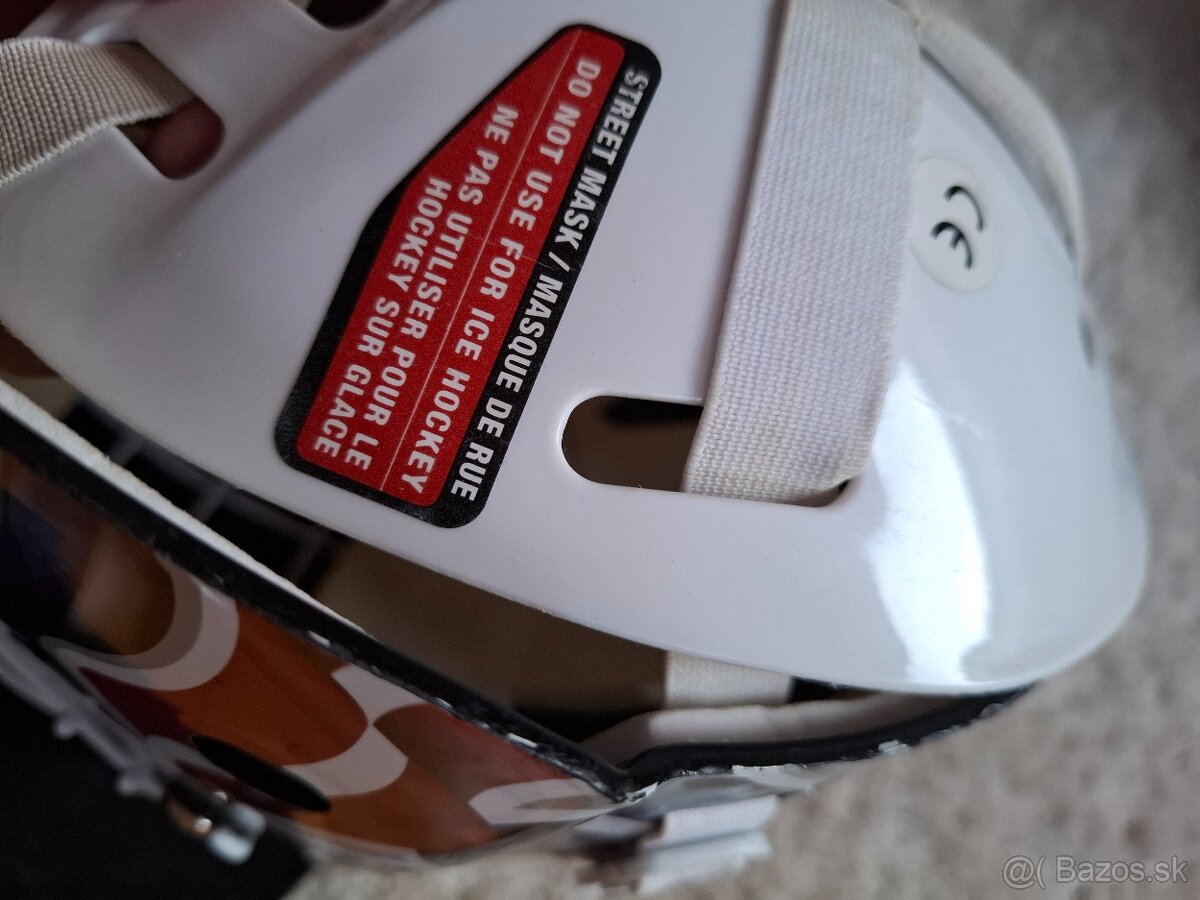 STREET MASK / MASQUE DE RUE
DO NOT USE FOR ICE HOCKEY
NE PAS UTILISER POUR LE
HOCKEY SUR GLACE
CE
@( Bazos.sk